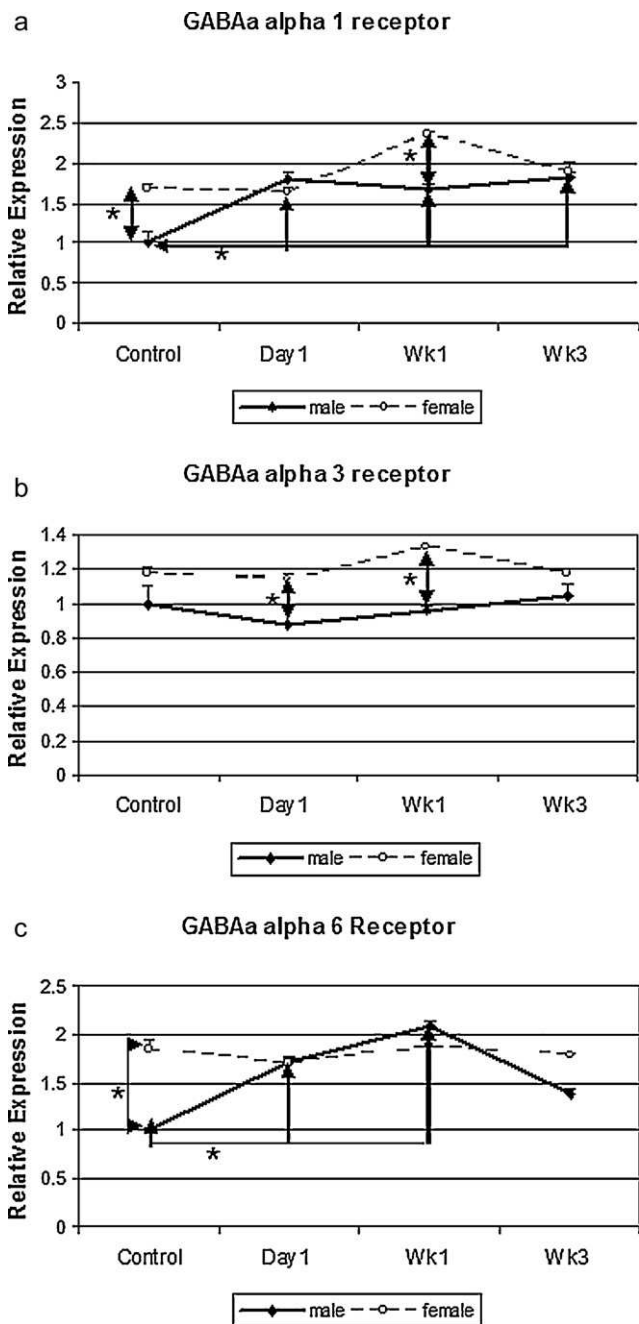 a
GABAa alpha 1 receptor
Relative Expression
3
2.5
2
1.5
1
0.5
0
*
*
*
Control Day1 Wk1 Wk3
male female
b
GABAa alpha 3 receptor
Relative Expression
1.4
1.2
1
0.8
0.6
0.4
0.2
0
*
*
Control Day1 Wk1 Wk3
male female
c
GABAa alpha 6 Receptor
Relative Expression
2.5
2
1.5
1
0.5
0
*
*
Control Day1 Wk1 Wk3
male female